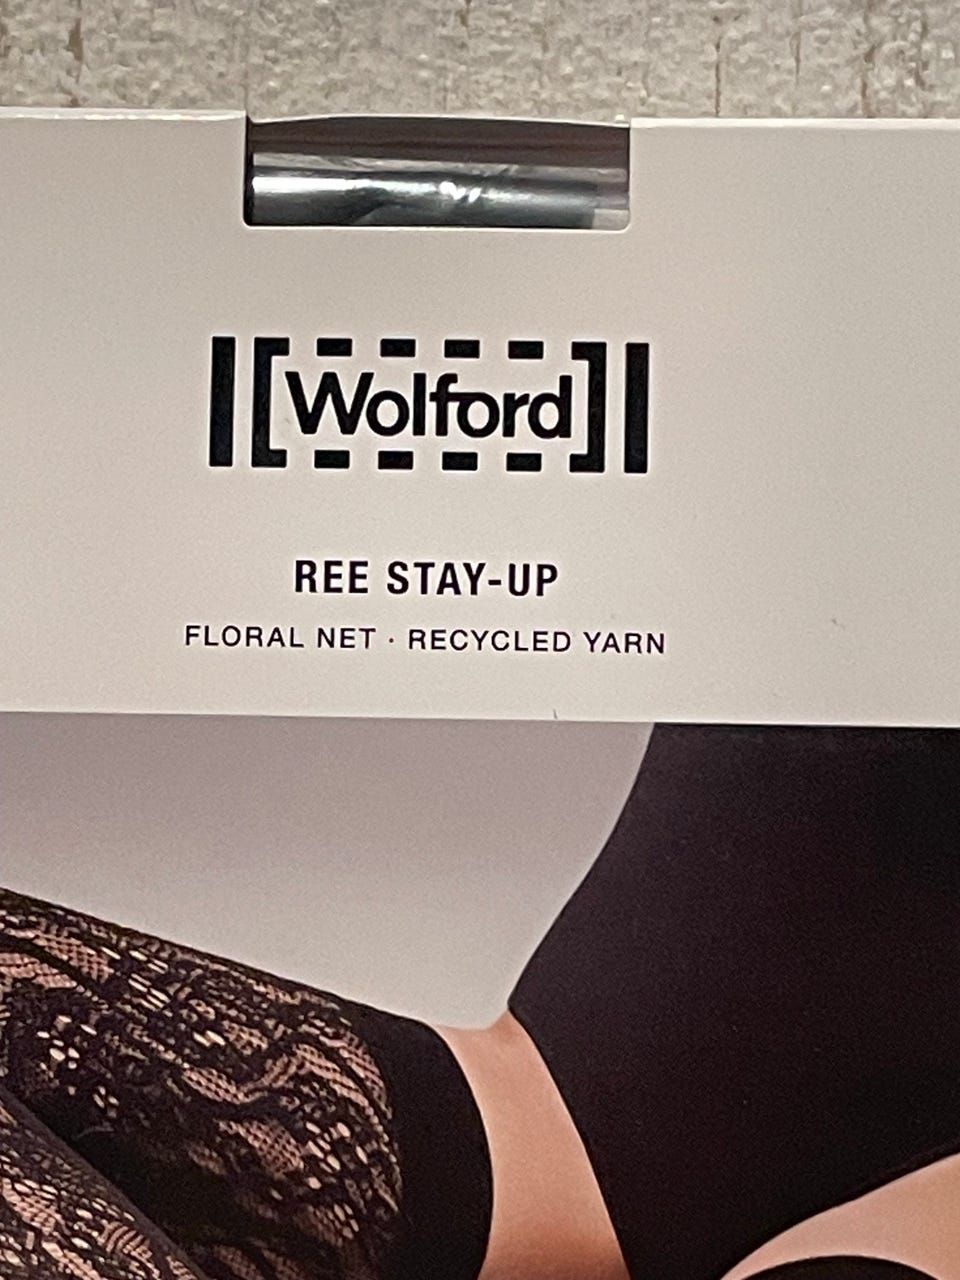 Wolford
REE STAY-UP
FLORAL NET · RECYCLED YARN